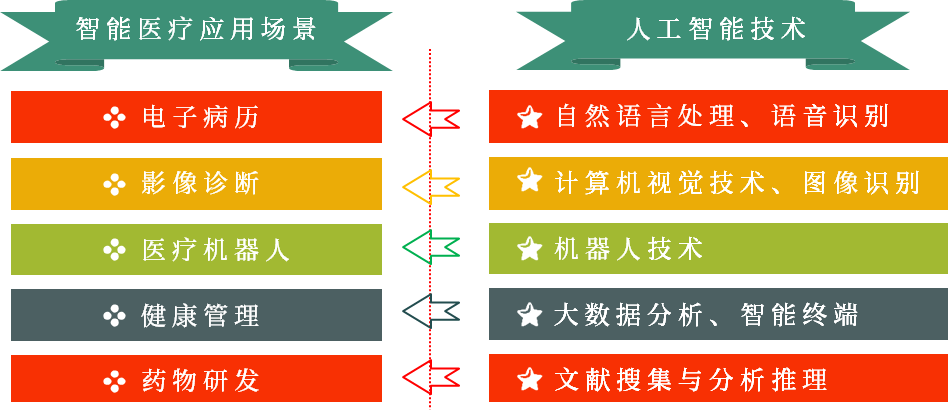 智能医疗应用场景
人工智能技术
电子病历
自然语言处理、语音识别
影像诊断
计算机视觉技术、图像识别
医疗机器人
机器人技术
健康管理
大数据分析、智能终端
药物研发
文献搜集与分析推理